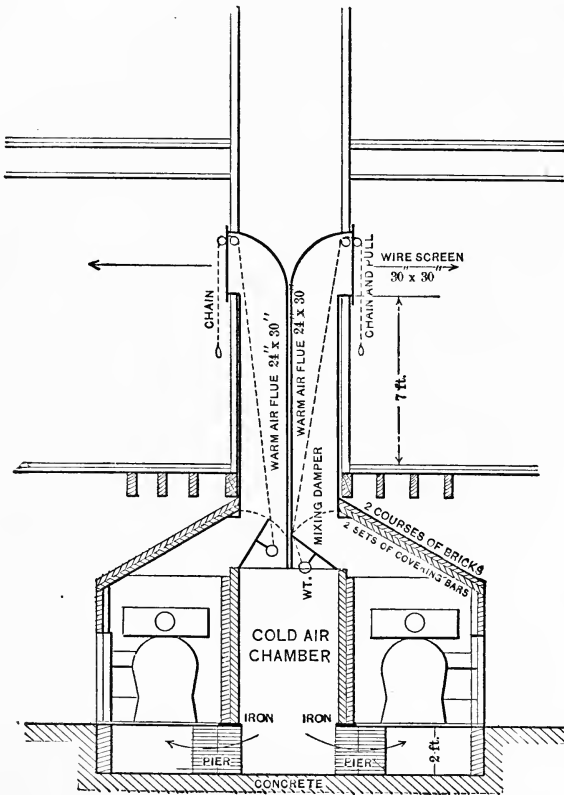 WIRE SCREEN
30" x 30"
CHAIN
CHAIN AND PULL
WARM AIR FLUE 24" x 30"
WARM AIR FLUE 24" x 30
7 ft.
MIXING DAMPER
2 COURSES OF BRICKS
2 SETS OF COVERING BARS
WT.
COLD AIR
CHAMBER
IRON
IRON
PIER
PIER
2 ft.
CONCRETE